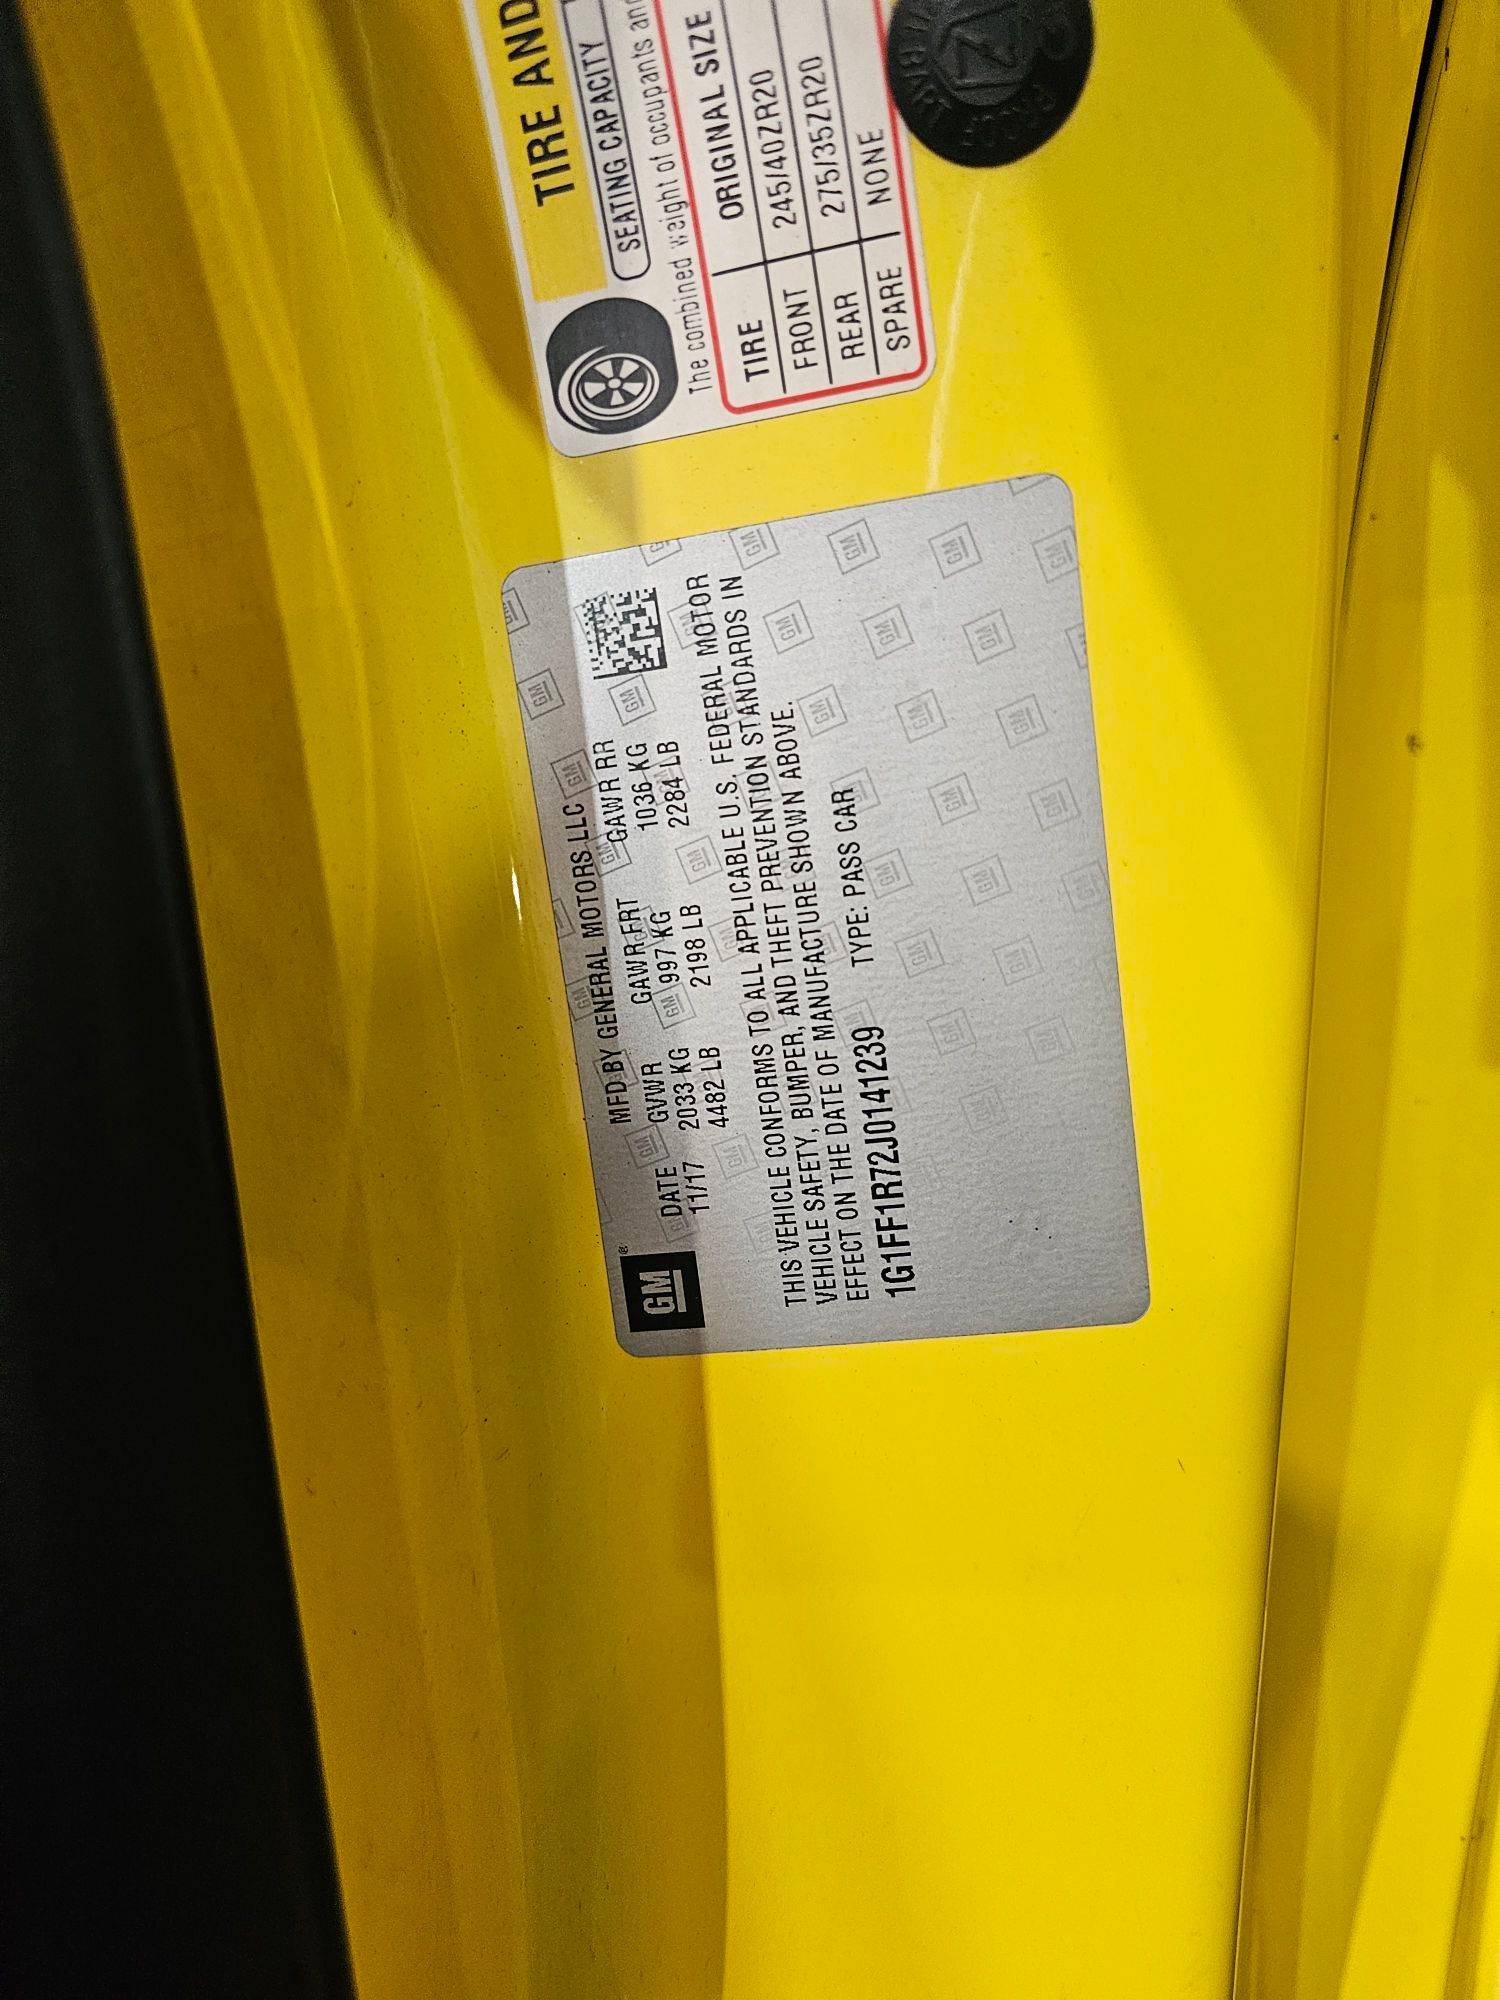 GM
MFD BY GENERAL MOTORS LLC
DATE GVWR GAWR FRT GAWR RR
11/17 2033 KG 997 KG 1036 KG
4482 LB 2198 LB 2284 LB
THIS VEHICLE CONFORMS TO ALL APPLICABLE U.S. FEDERAL MOTOR
VEHICLE SAFETY, BUMPER, AND THEFT PREVENTION STANDARDS IN
EFFECT ON THE DATE OF MANUFACTURE SHOWN ABOVE.
1G1FF1R72J0141239 TYPE: PASS CAR
TIRE AND
SEATING CAPACITY
The combined weight of occupants and
TIRE ORIGINAL SIZE
FRONT 245/40ZR20
REAR 275/35ZR20
SPARE NONE